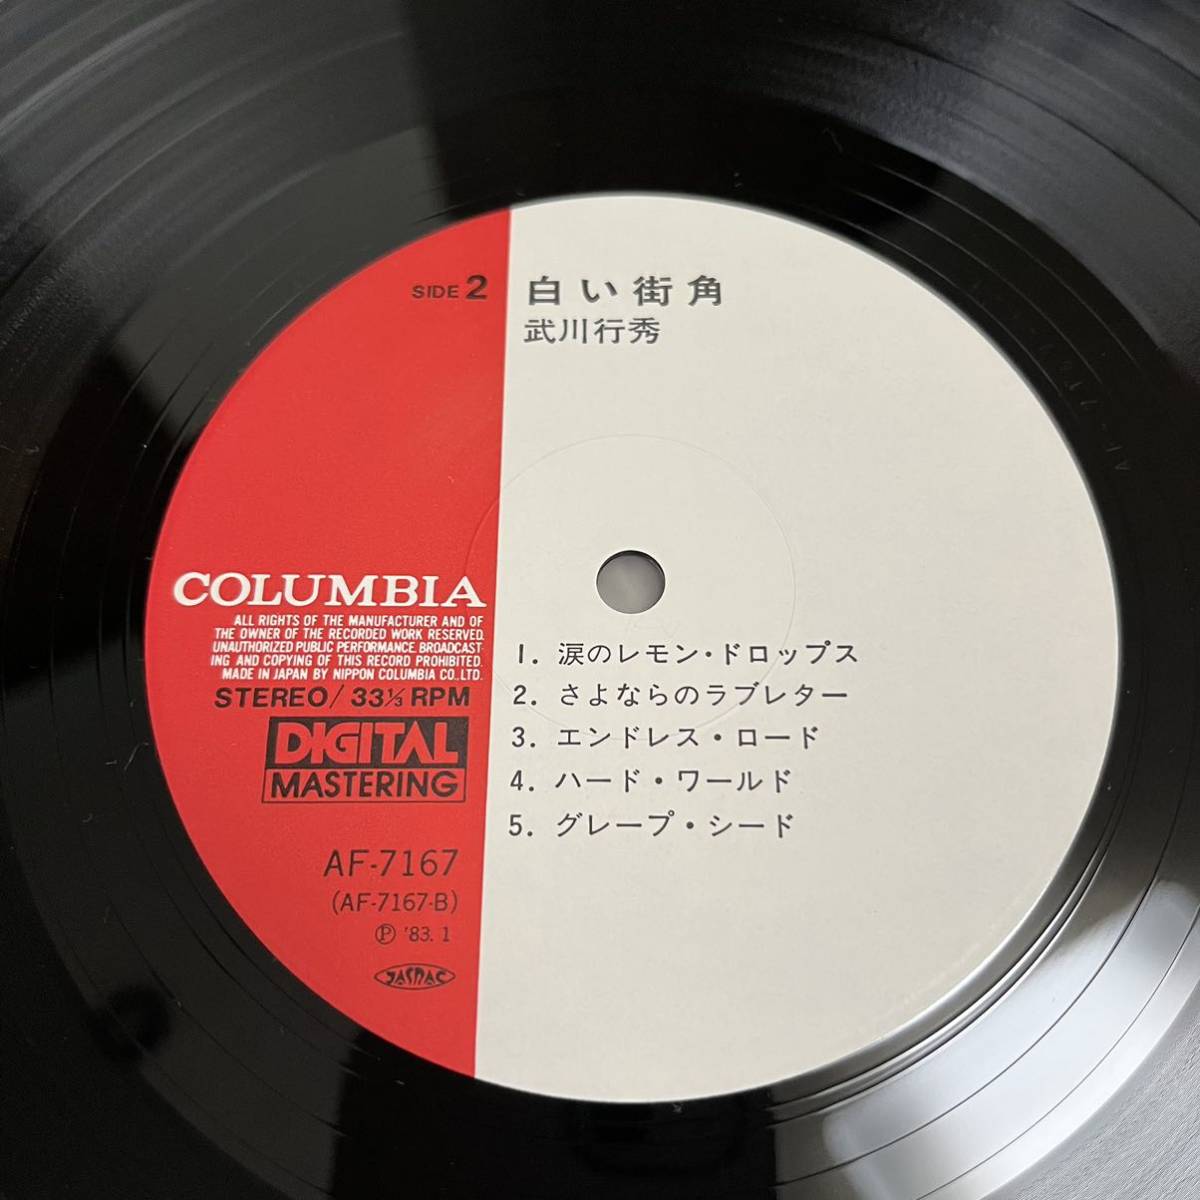 SIDE 2
白い街角
武川行秀
COLUMBIA
ALL RIGHTS OF THE MANUFACTURER AND OF
THE OWNER OF THE RECORDED WORK RESERVED.
UNAUTHORIZED PUBLIC PERFORMANCE. BROADCAST-
ING AND COPYING OF THIS RECORD PROHIBITED.
MADE IN JAPAN BY NIPPON COLUMBIA CO.,LTD.
STEREO/ 33⅓ RPM
DIGITAL
MASTERING
AF-7167
(AF-7167-B)
Ⓟ '83. 1
JASRAC
1. 涙のレモン・ドロップス
2. さよならのラブレター
3. エンドレス・ロード
4. ハード・ワールド
5. グレープ・シード